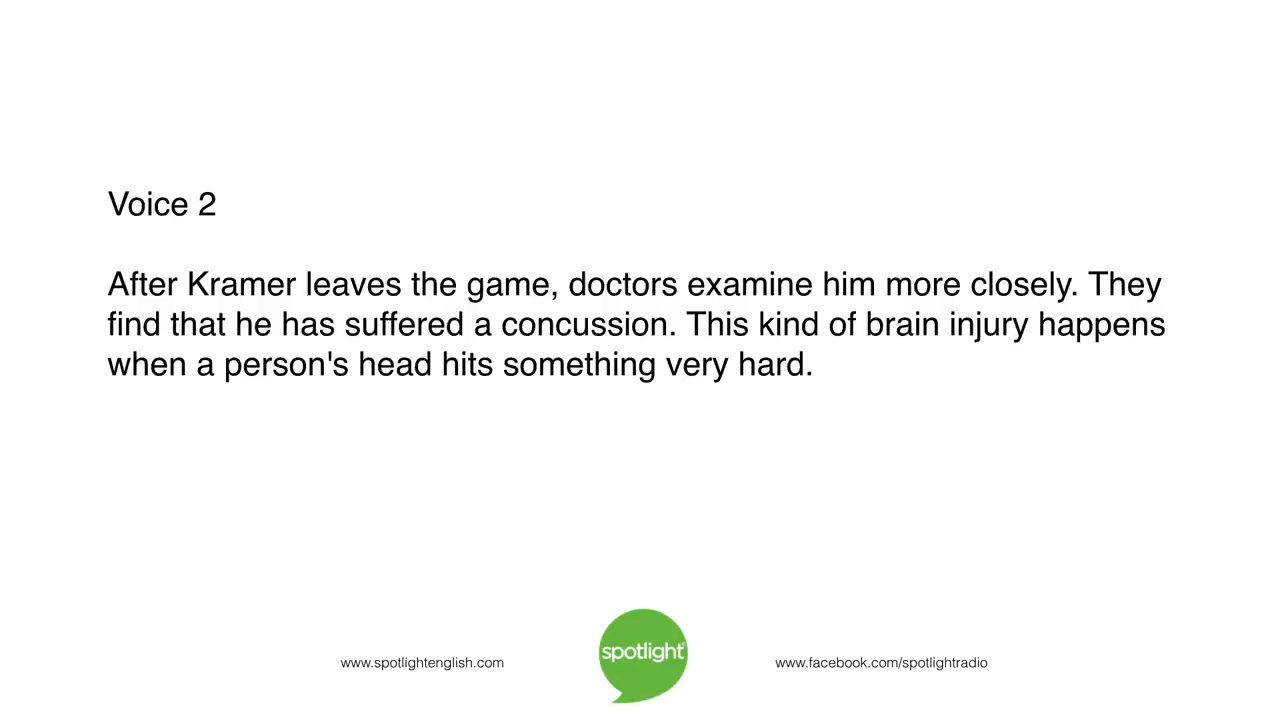 Voice 2
After Kramer leaves the game, doctors examine him more closely. They
find that he has suffered a concussion. This kind of brain injury happens
when a person's head hits something very hard.
www.spotlightenglish.com
spotlight
www.facebook.com/spotlightradio